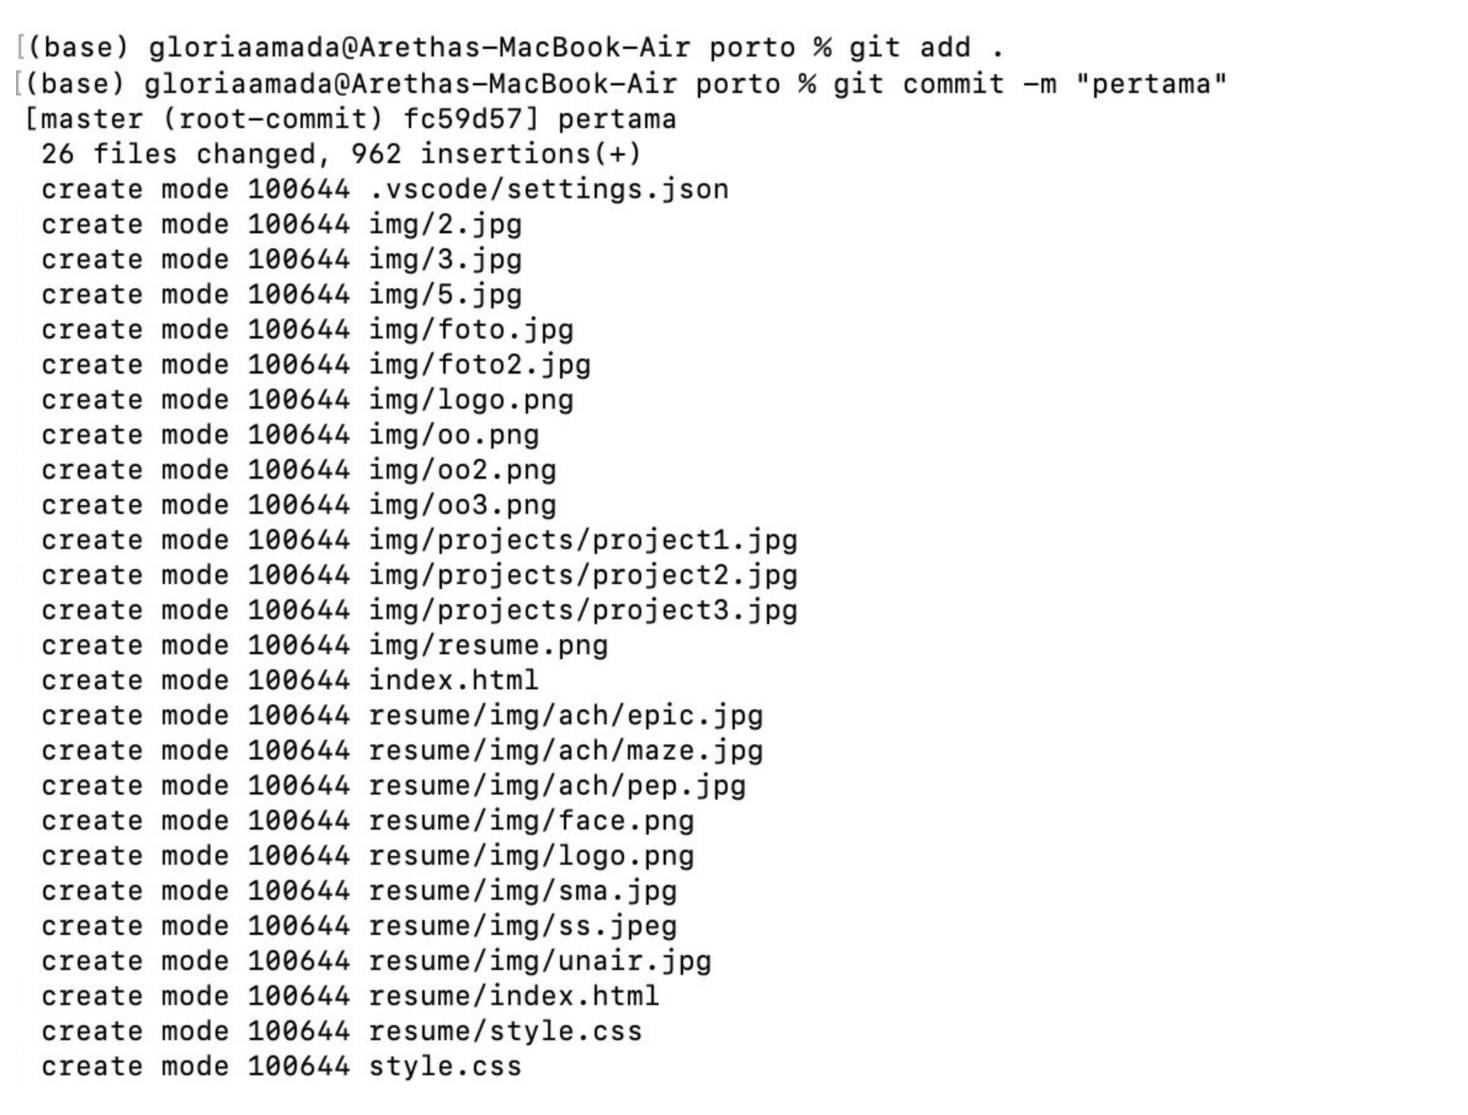 [(base) gloriaamada@Arethas-MacBook-Air porto % git add .
[(base) gloriaamada@Arethas-MacBook-Air porto % git commit -m "pertama"
[master (root-commit) fc59d57] pertama
26 files changed, 962 insertions(+)
create mode 100644 .vscode/settings.json
create mode 100644 img/2.jpg
create mode 100644 img/3.jpg
create mode 100644 img/5.jpg
create mode 100644 img/foto.jpg
create mode 100644 img/foto2.jpg
create mode 100644 img/logo.png
create mode 100644 img/oo.png
create mode 100644 img/oo2.png
create mode 100644 img/oo3.png
create mode 100644 img/projects/project1.jpg
create mode 100644 img/projects/project2.jpg
create mode 100644 img/projects/project3.jpg
create mode 100644 img/resume.png
create mode 100644 index.html
create mode 100644 resume/img/ach/epic.jpg
create mode 100644 resume/img/ach/maze.jpg
create mode 100644 resume/img/ach/pep.jpg
create mode 100644 resume/img/face.png
create mode 100644 resume/img/logo.png
create mode 100644 resume/img/sma.jpg
create mode 100644 resume/img/ss.jpeg
create mode 100644 resume/img/unair.jpg
create mode 100644 resume/index.html
create mode 100644 resume/style.css
create mode 100644 style.css